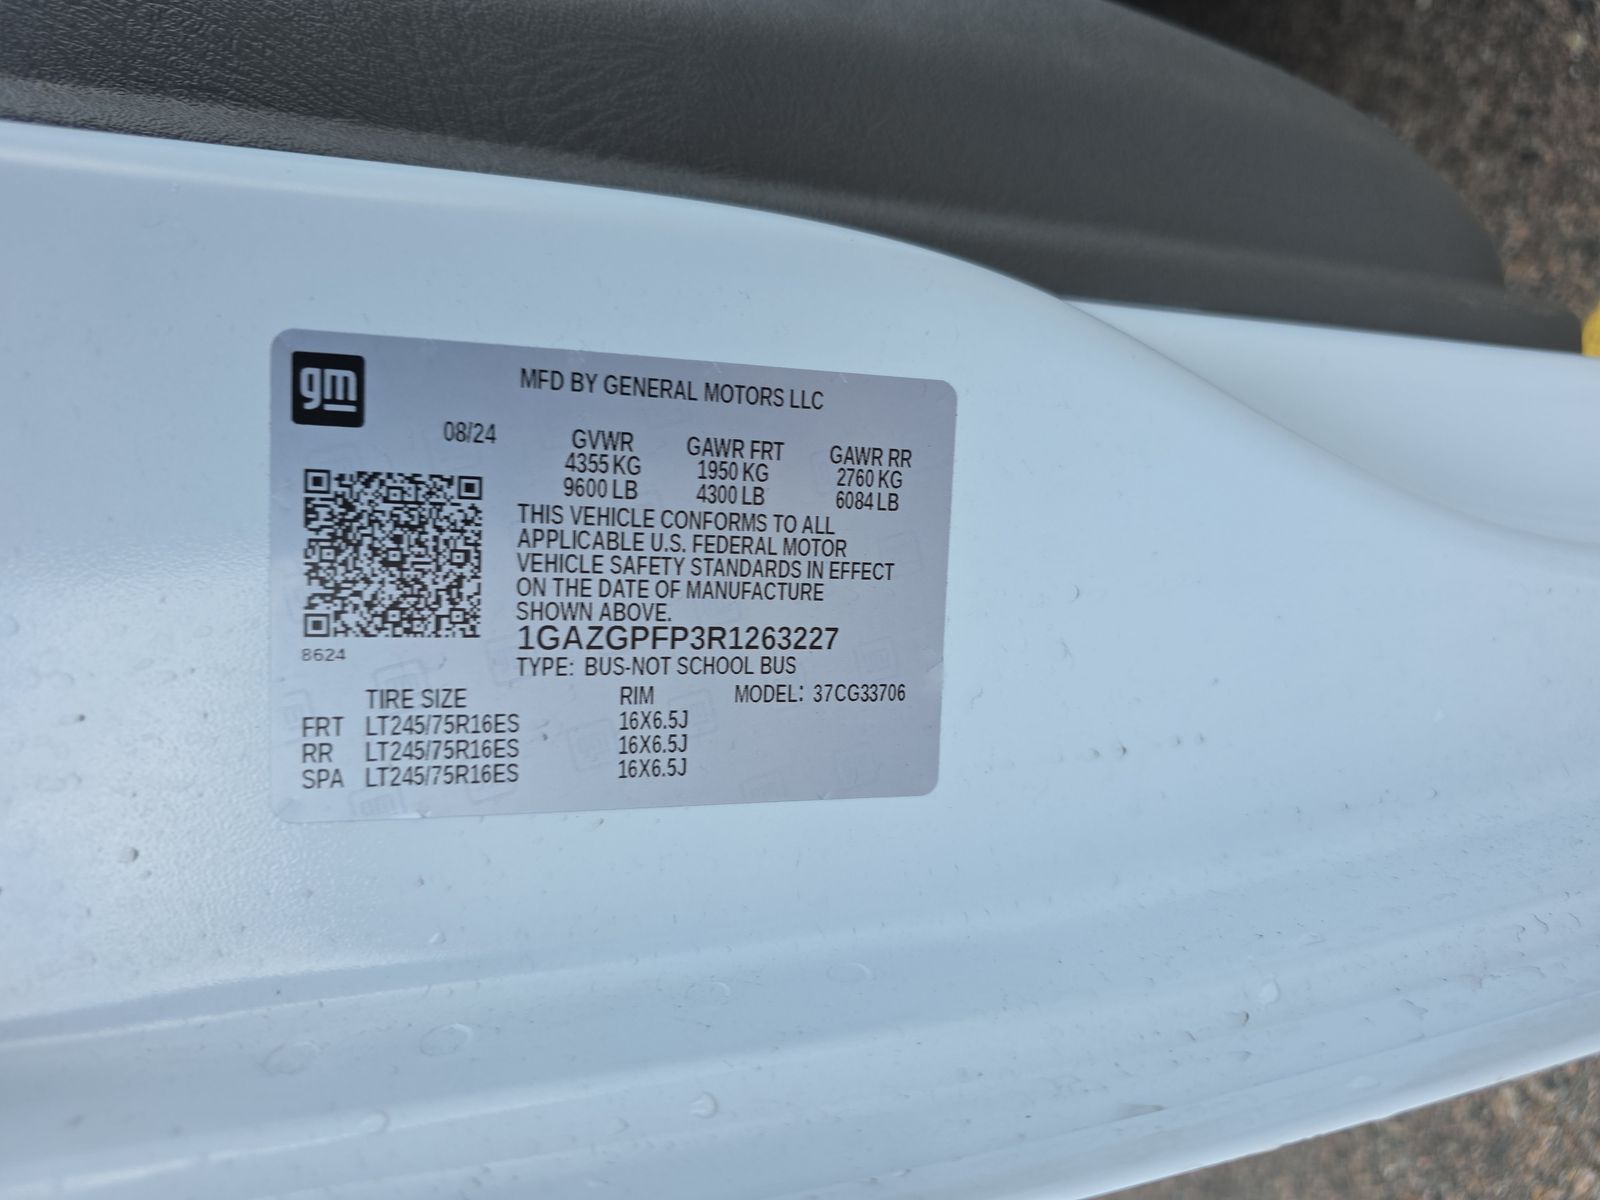 gm
MFD BY GENERAL MOTORS LLC
08/24
GVWR GAWR FRT GAWR RR
4355 KG 1950 KG 2760 KG
9600 LB 4300 LB 6084 LB
THIS VEHICLE CONFORMS TO ALL
APPLICABLE U.S. FEDERAL MOTOR
VEHICLE SAFETY STANDARDS IN EFFECT
ON THE DATE OF MANUFACTURE
SHOWN ABOVE.
1GAZGPFP3R1263227
8624
TYPE: BUS-NOT SCHOOL BUS
TIRE SIZE RIM MODEL: 37CG33706
FRT LT245/75R16ES 16X6.5J
RR LT245/75R16ES 16X6.5J
SPA LT245/75R16ES 16X6.5J